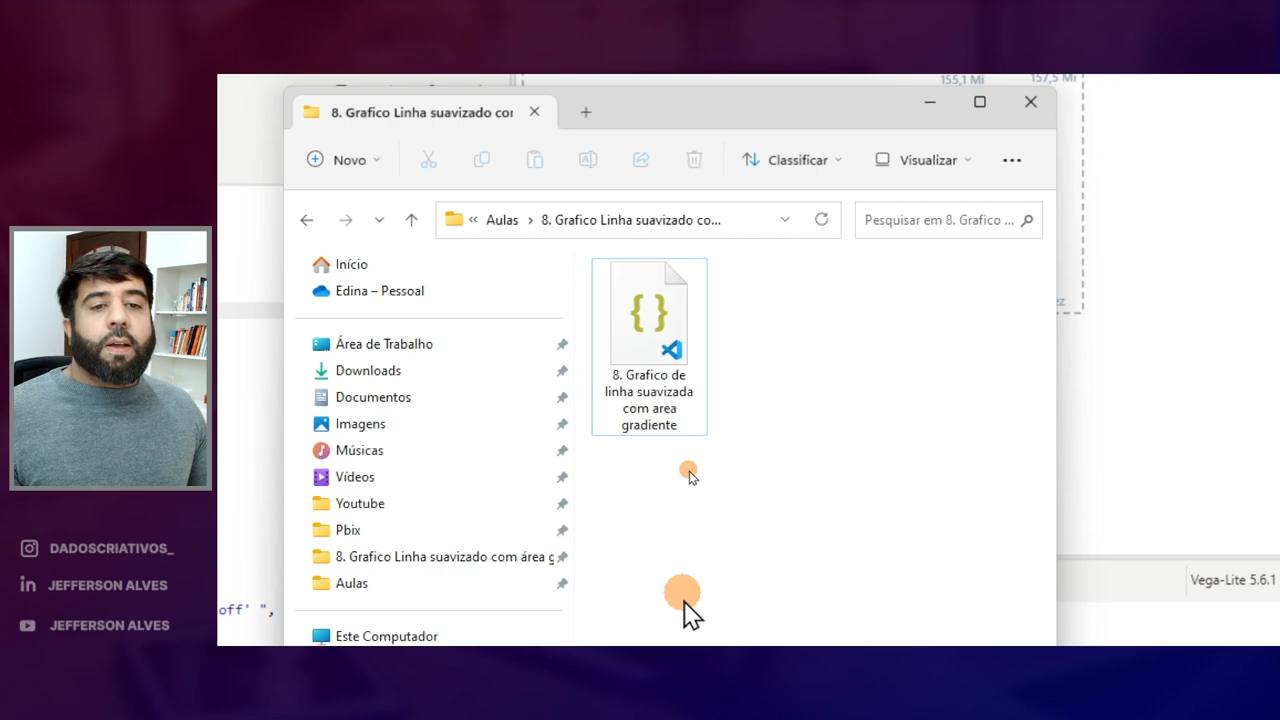 155,1 Mi
157,5 Mi
8. Grafico Linha suavizado cor
Novo
Classificar
Visualizar
Aulas
8. Grafico Linha suavizado co...
Pesquisar em 8. Grafico ...
Início
Edina – Pessoal
Área de Trabalho
Downloads
Documentos
Imagens
Músicas
Vídeos
Youtube
Pbix
8. Grafico Linha suavizado com área g
Aulas
Este Computador
{ }
8. Grafico de
linha suavizada
com area
gradiente
ez
Vega-Lite 5.6.1
off' ",
DADOSCRIATIVOS_
in JEFFERSON ALVES
JEFFERSON ALVES